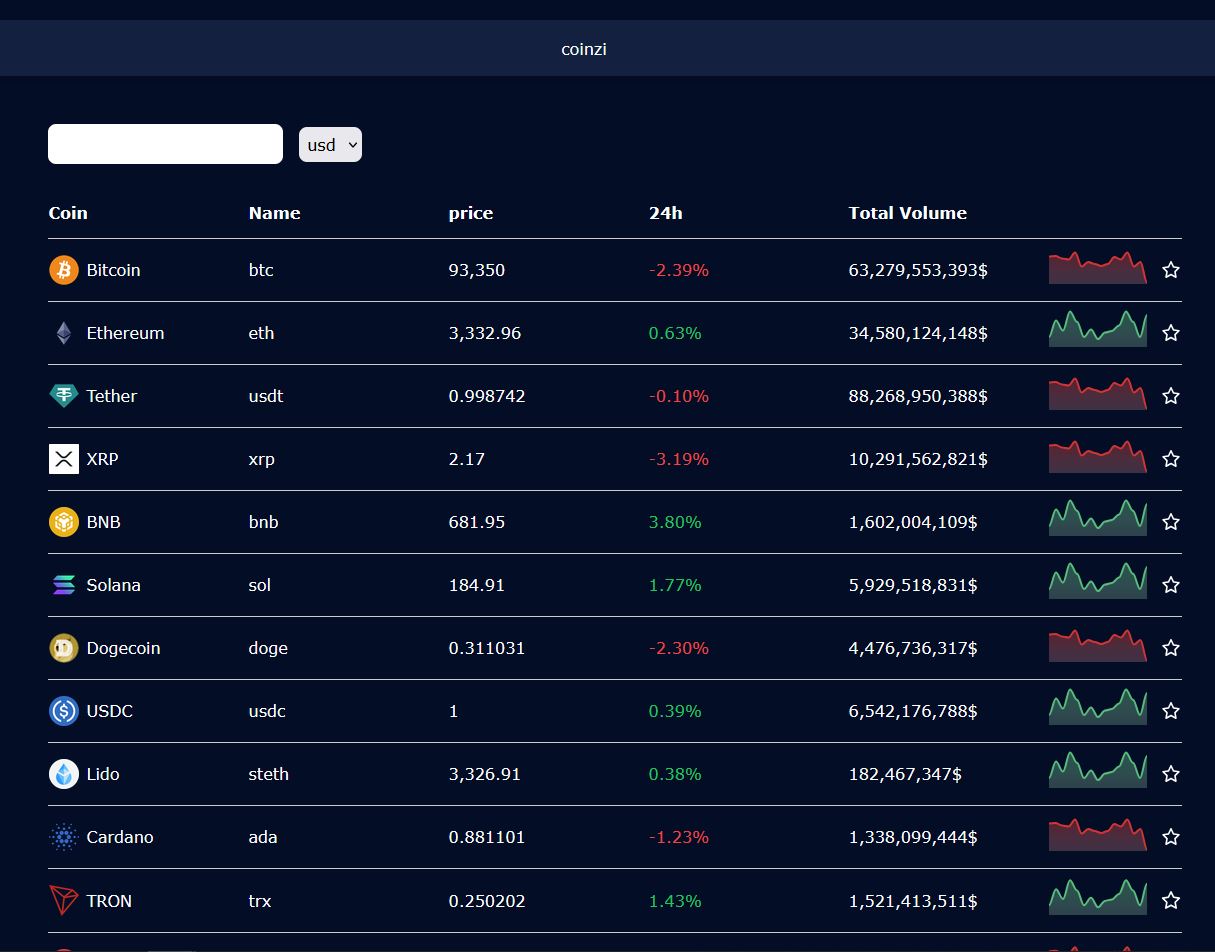 coinzi
usd
Coin Name price 24h Total Volume
Bitcoin btc 93,350 -2.39% 63,279,553,393$
Ethereum eth 3,332.96 0.63% 34,580,124,148$
Tether usdt 0.998742 -0.10% 88,268,950,388$
XRP xrp 2.17 -3.19% 10,291,562,821$
BNB bnb 681.95 3.80% 1,602,004,109$
Solana sol 184.91 1.77% 5,929,518,831$
Dogecoin doge 0.311031 -2.30% 4,476,736,317$
USDC usdc 1 0.39% 6,542,176,788$
Lido steth 3,326.91 0.38% 182,467,347$
Cardano ada 0.881101 -1.23% 1,338,099,444$
TRON trx 0.250202 1.43% 1,521,413,511$